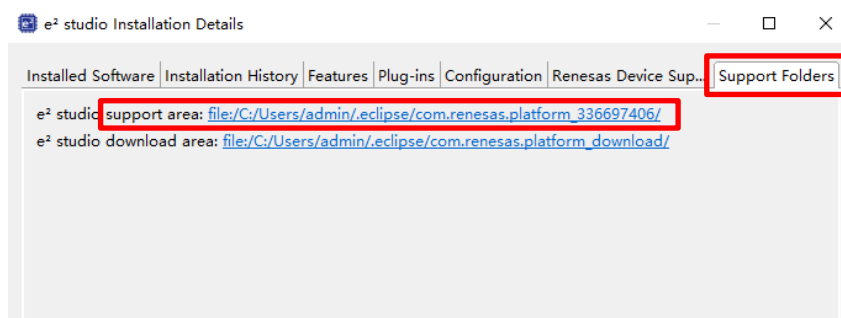 e² studio Installation Details
Installed Software Installation History Features Plug-ins Configuration Renesas Device Sup... Support Folders
e² studio support area: file:/C:/Users/admin/.eclipse/com.renesas.platform_336697406/
e² studio download area: file:/C:/Users/admin/.eclipse/com.renesas.platform_download/